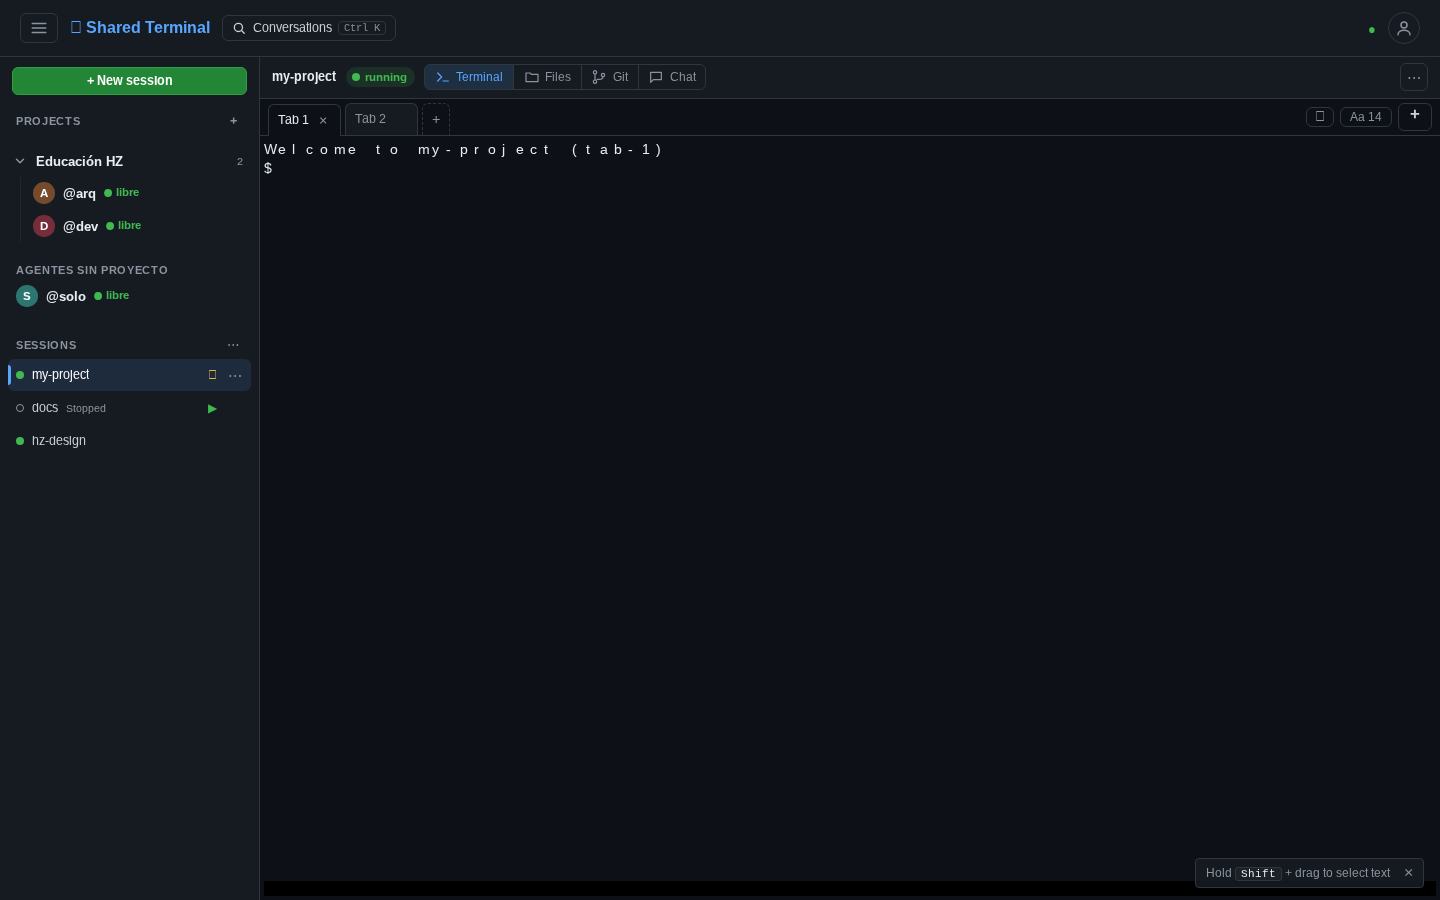 Shared Terminal
Conversations Ctrl K
+ New session
my-project
running
Terminal
Files
Git
Chat
PROJECTS +
Tab 1 ×
Tab 2
+
Aa 14
+
Welcome to my-project (tab-1)
$
Educación HZ 2
A @arq libre
D @dev libre
AGENTES SIN PROYECTO
S @solo libre
SESSIONS ···
my-project ···
docs Stopped
hz-design
Hold Shift + drag to select text ×